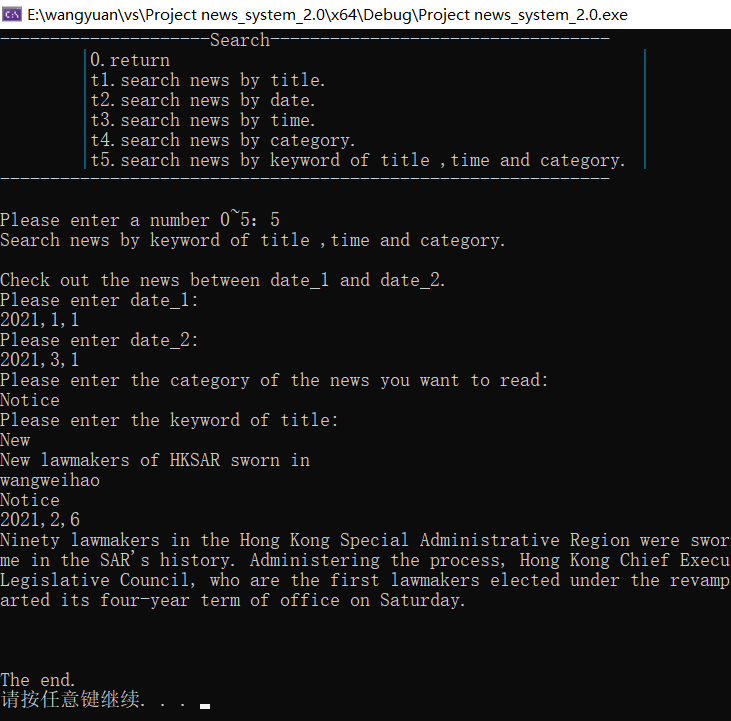 E:\wangyuan\vs\Project news_system_2.0\x64\Debug\Project news_system_2.0.exe
---------------------Search----------------------------------
0.return
t1.search news by title.
t2.search news by date.
t3.search news by time.
t4.search news by category.
t5.search news by keyword of title ,time and category.
-------------------------------------------------------------
Please enter a number 0~5: 5
Search news by keyword of title ,time and category.
Check out the news between date_1 and date_2.
Please enter date_1:
2021,1,1
Please enter date_2:
2021,3,1
Please enter the category of the news you want to read:
Notice
Please enter the keyword of title:
New
New lawmakers of HKSAR sworn in
wangweihao
Notice
2021,2,6
Ninety lawmakers in the Hong Kong Special Administrative Region were swor
me in the SAR's history. Administering the process, Hong Kong Chief Execu
Legislative Council, who are the first lawmakers elected under the revamp
arted its four-year term of office on Saturday.
The end.
请按任意键继续. . .